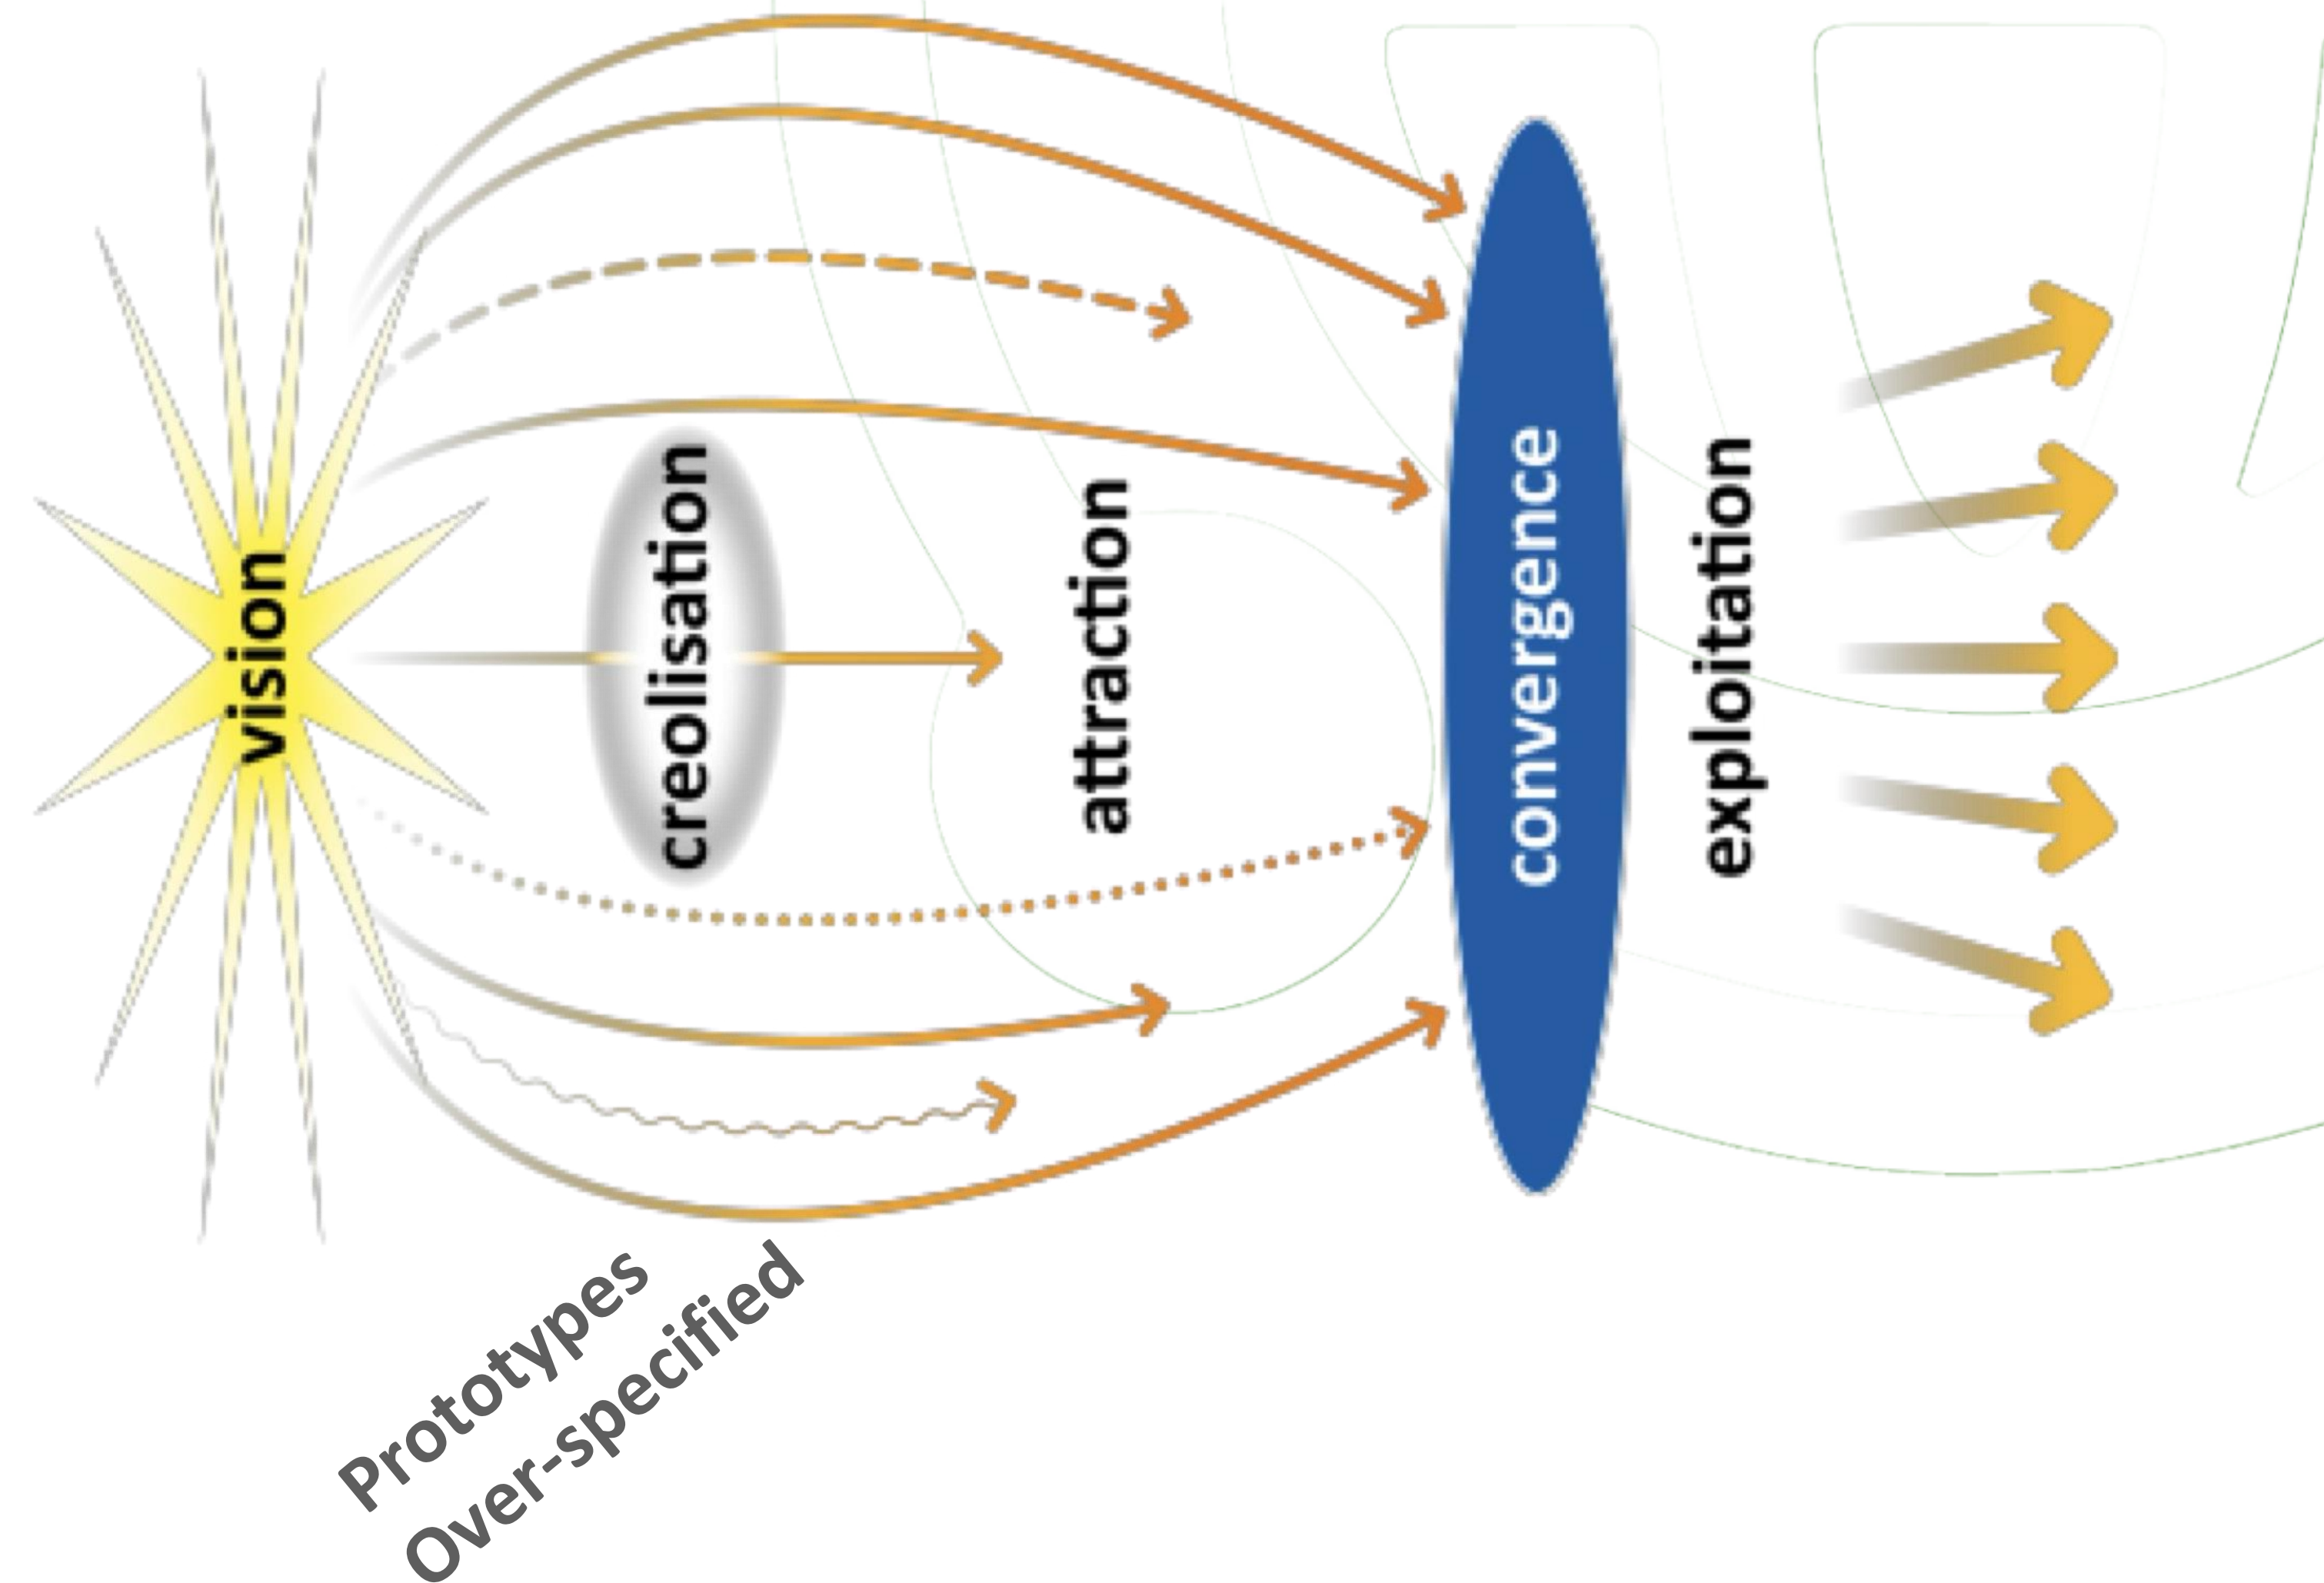 vision
creolisation
attraction
convergence
exploitation
Prototypes
Over-specified